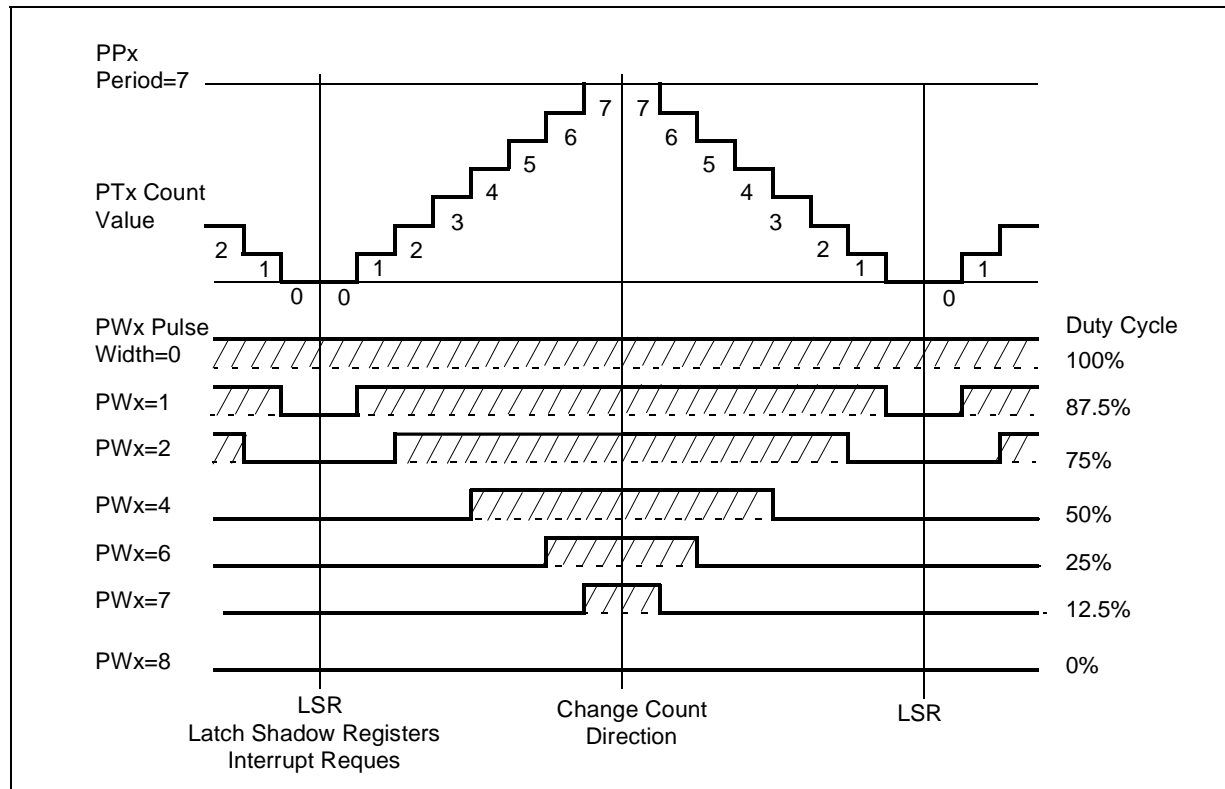 PPx
Period=7
7 7
6 6
5 5
4 4
PTx Count
Value
3 3
2 2 2
1 1 1 1
0 0 0
PWx Pulse
Width=0
Duty Cycle
100%
PWx=1
87.5%
PWx=2
75%
PWx=4
50%
PWx=6
25%
PWx=7
12.5%
PWx=8
0%
LSR
Latch Shadow Registers
Interrupt Reques
Change Count
Direction
LSR